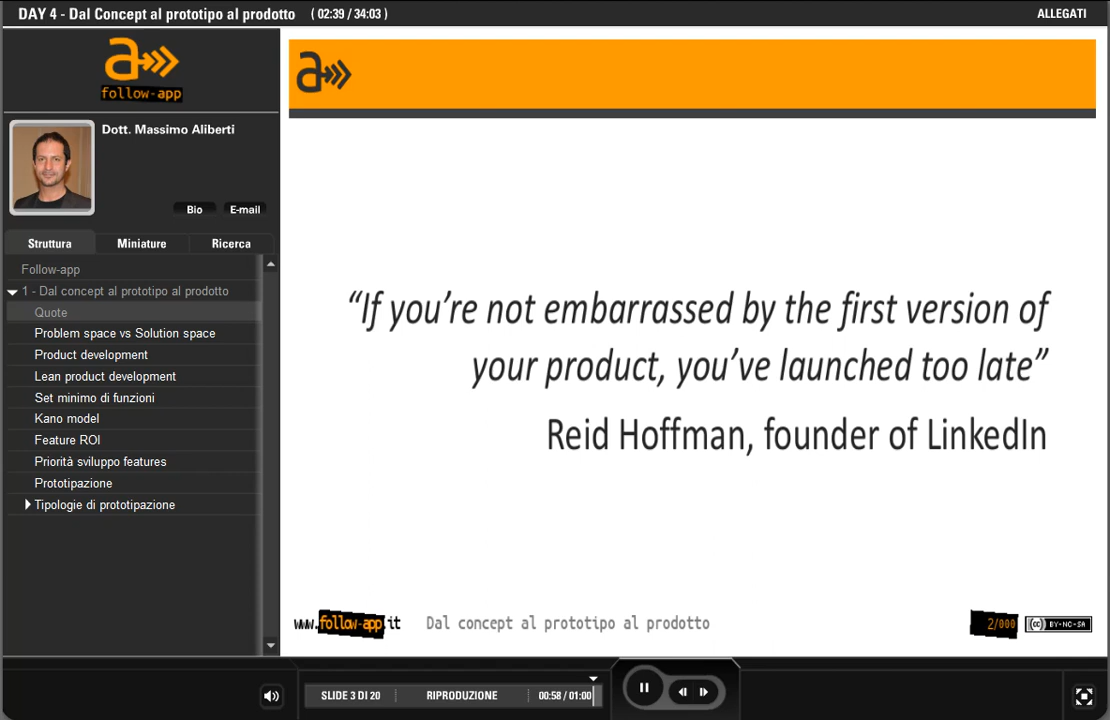 DAY 4 - Dal Concept al prototipo al prodotto ( 02:39 / 34:03 )
ALLEGATI
a
follow-app
Dott. Massimo Aliberti
Bio E-mail
Struttura Miniature Ricerca
Follow-app
1 - Dal concept al prototipo al prodotto
Quote
Problem space vs Solution space
Product development
Lean product development
Set minimo di funzioni
Kano model
Feature ROI
Priorità sviluppo features
Prototipazione
Tipologie di prototipazione
a
“If you’re not embarrassed by the first version of
your product, you’ve launched too late”
Reid Hoffman, founder of LinkedIn
www.follow-app.it Dal concept al prototipo al prodotto
2/000 cc BY-NC-SA
SLIDE 3 DI 20 RIPRODUZIONE 00:58 / 01:00